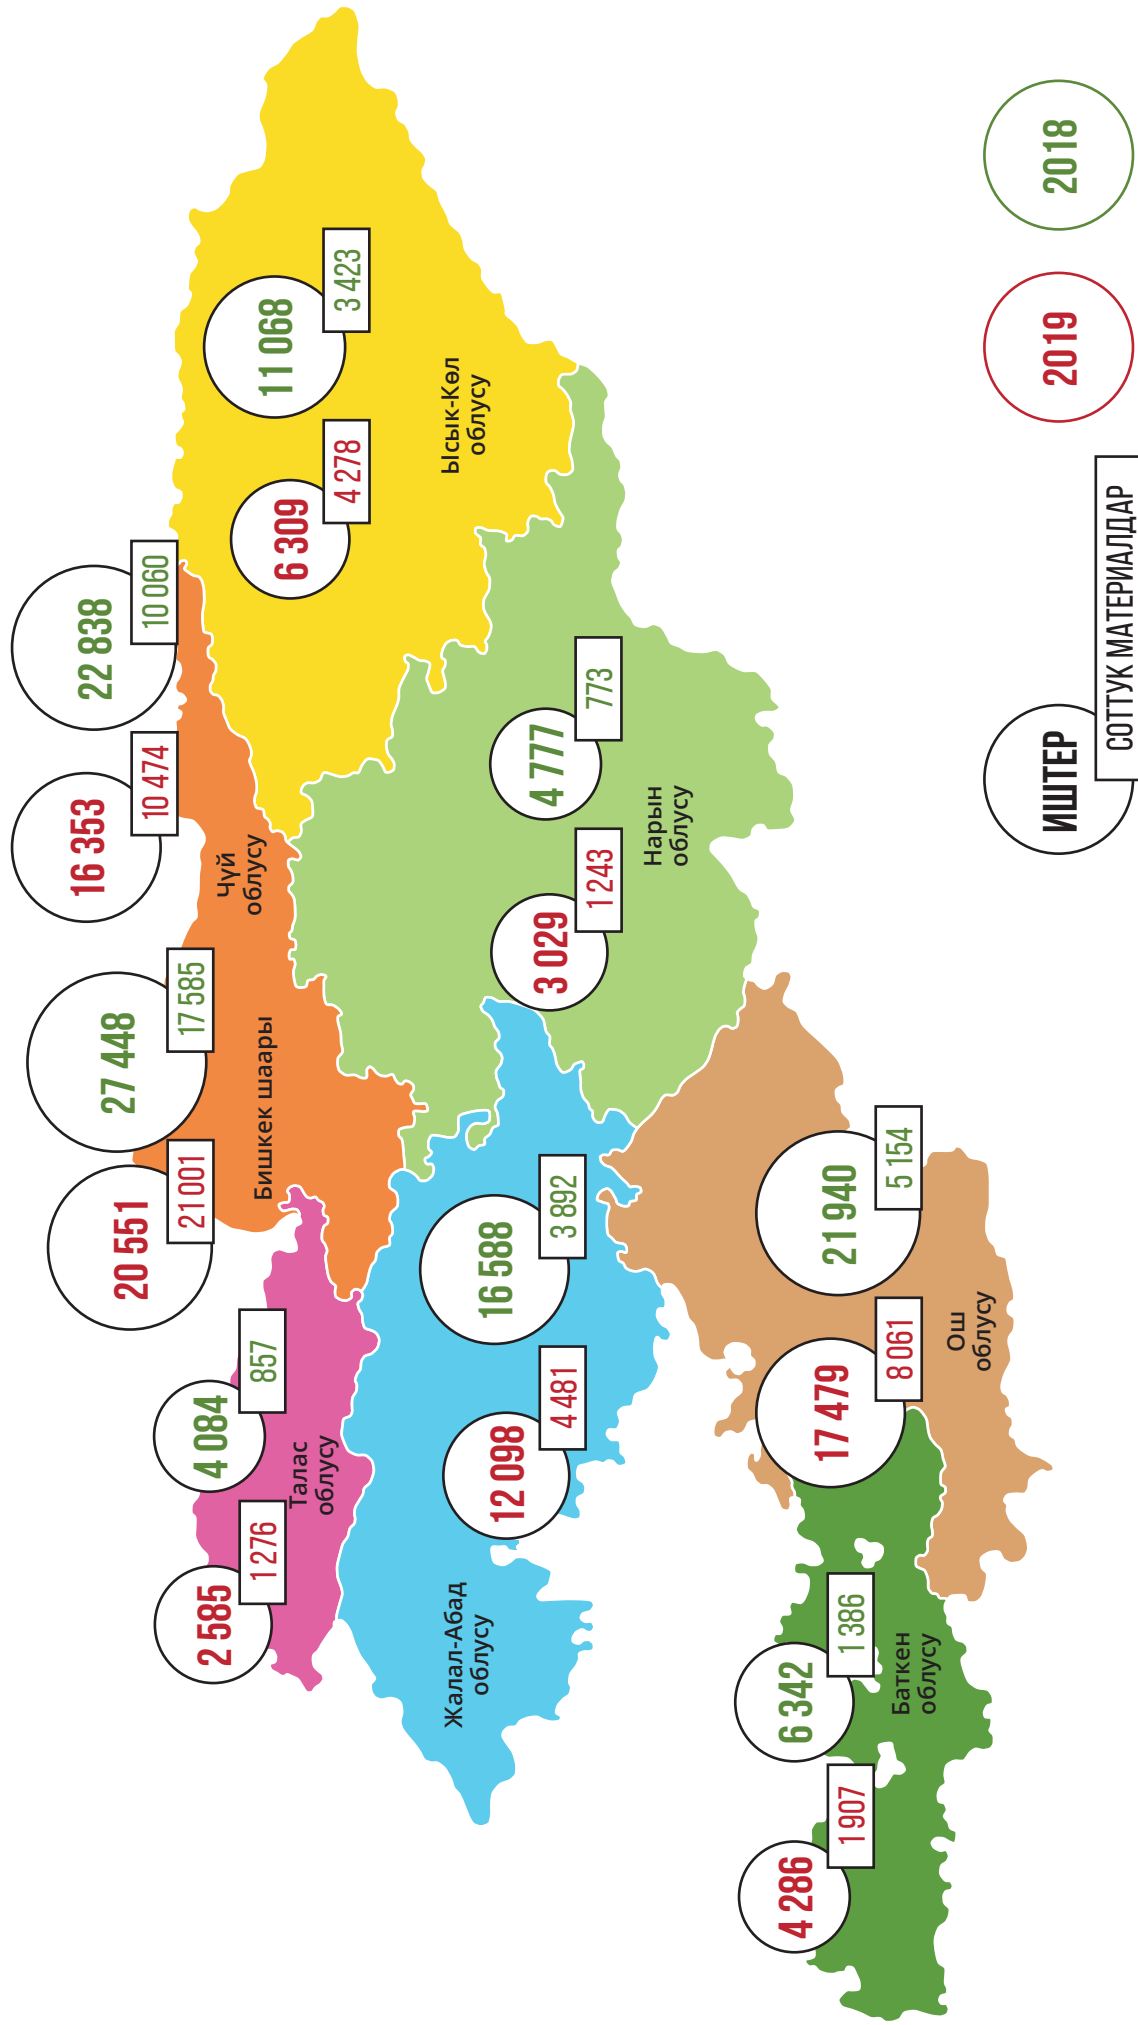 20 551
21 001
27 448
17 585
Бишкек шаары
16 353
10 474
22 838
10 060
Чүй
облусу
2 585
1 276
4 084
857
Талас
облусу
6 309
4 278
11 068
3 423
Ысык-Көл
облусу
12 098
4 481
16 588
3 892
Жалал-Абад
облусу
3 029
1 243
4 777
773
Нарын
облусу
4 286
1 907
6 342
1 386
Баткен
облусу
17 479
8 061
21 940
5 154
Ош
облусу
ИШТЕР
СОТТУК МАТЕРИАЛДАР
2019
2018